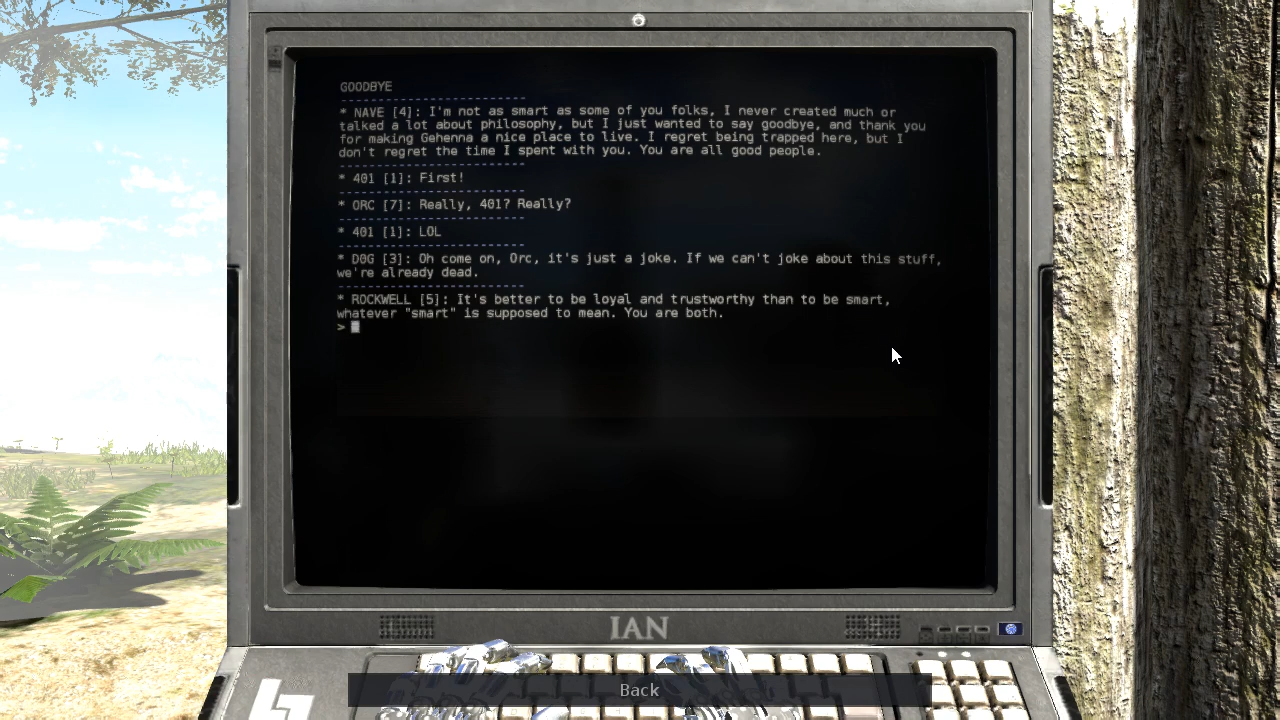 GOODBYE
-------------------------
* NAVE [4]: I'm not as smart as some of you folks, I never created much or
talked a lot about philosophy, but I just wanted to say goodbye, and thank you
for making Gehenna a nice place to live. I regret being trapped here, but I
don't regret the time I spent with you. You are all good people.
-------------------------
* 401 [1]: First!
-------------------------
* ORC [7]: Really, 401? Really?
-------------------------
* 401 [1]: LOL
-------------------------
* D0G [3]: Oh come on, Orc, it's just a joke. If we can't joke about this stuff,
we're already dead.
-------------------------
* ROCKWELL [5]: It's better to be loyal and trustworthy than to be smart,
whatever "smart" is supposed to mean. You are both.
>
IAN
Back